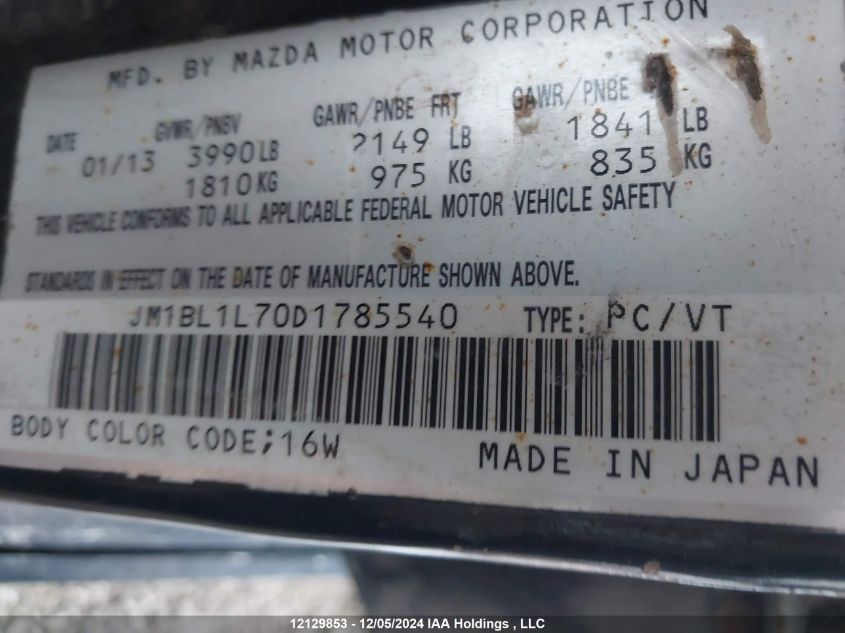 MFD. BY MAZDA MOTOR CORPORATION
DATE GVWR/PNBV GAWR/PNBE FRT GAWR/PNBE
01/13 3990LB 2149 LB 1841 LB
1810KG 975 KG 835 KG
THIS VEHICLE CONFORMS TO ALL APPLICABLE FEDERAL MOTOR VEHICLE SAFETY
STANDARDS IN EFFECT ON THE DATE OF MANUFACTURE SHOWN ABOVE.
JM1BL1L70D1785540 TYPE: PC/VT
BODY COLOR CODE;16W
MADE IN JAPAN
12129853 - 12/05/2024 IAA Holdings , LLC